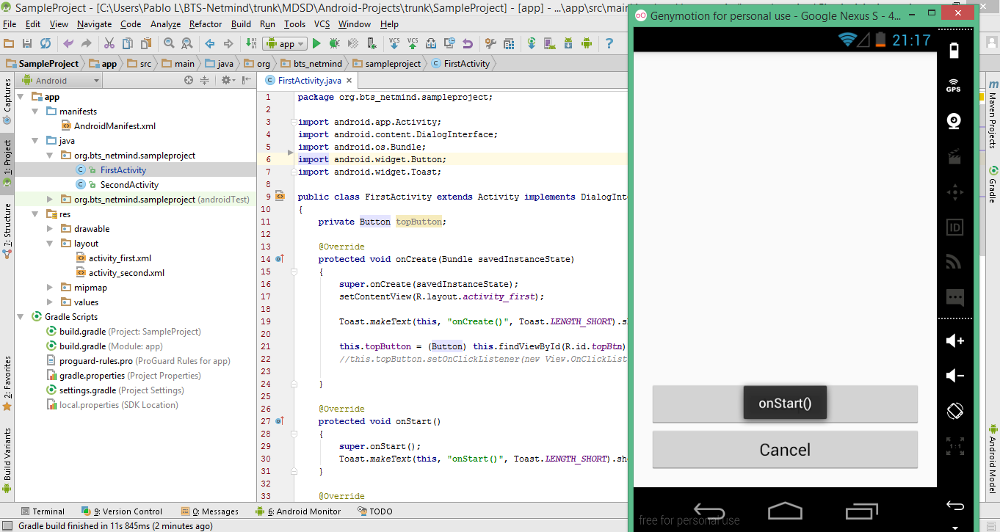 SampleProject - [C:\Users\Pablo L\BTS-Netmind\trunk\MDSD\Android-Projects\trunk\SampleProject] - [app] - ...\app\src\main
File Edit View Navigate Code Analyze Refactor Build Run Tools VCS Window Help
app
VCS VCS
?
SampleProject app src main java org bts_netmind sampleproject FirstActivity
Android
FirstActivity.java
Captures
1: Project
7: Structure
2: Favorites
Build Variants
app
manifests
AndroidManifest.xml
java
org.bts_netmind.sampleproject
FirstActivity
SecondActivity
org.bts_netmind.sampleproject (androidTest)
res
drawable
layout
activity_first.xml
activity_second.xml
mipmap
values
Gradle Scripts
build.gradle (Project: SampleProject)
build.gradle (Module: app)
proguard-rules.pro (ProGuard Rules for app)
gradle.properties (Project Properties)
settings.gradle (Project Settings)
local.properties (SDK Location)
1 package org.bts_netmind.sampleproject;
2
3 import android.app.Activity;
4 import android.content.DialogInterface;
5 import android.os.Bundle;
6 import android.widget.Button;
7 import android.widget.Toast;
8
9 public class FirstActivity extends Activity implements DialogInte
10 {
11 private Button topButton;
12
13 @Override
14 protected void onCreate(Bundle savedInstanceState)
15 {
16 super.onCreate(savedInstanceState);
17 setContentView(R.layout.activity_first);
18
19 Toast.makeText(this, "onCreate()", Toast.LENGTH_SHORT).sh
20
21 this.topButton = (Button) this.findViewById(R.id.topBtn)
22 //this.topButton.setOnClickListener(new View.OnClickList
23
24 }
25
26 @Override
27 protected void onStart()
28 {
29 super.onStart();
30 Toast.makeText(this, "onStart()", Toast.LENGTH_SHORT).sho
31 }
32
33 @Override
Genymotion for personal use - Google Nexus S - 4...
21:17
onStart()
Cancel
free for personal use
GPS
ID
1:1
Maven Projects
Gradle
Android Model
Terminal 9: Version Control 0: Messages 6: Android Monitor TODO
Gradle build finished in 11s 845ms (2 minutes ago)